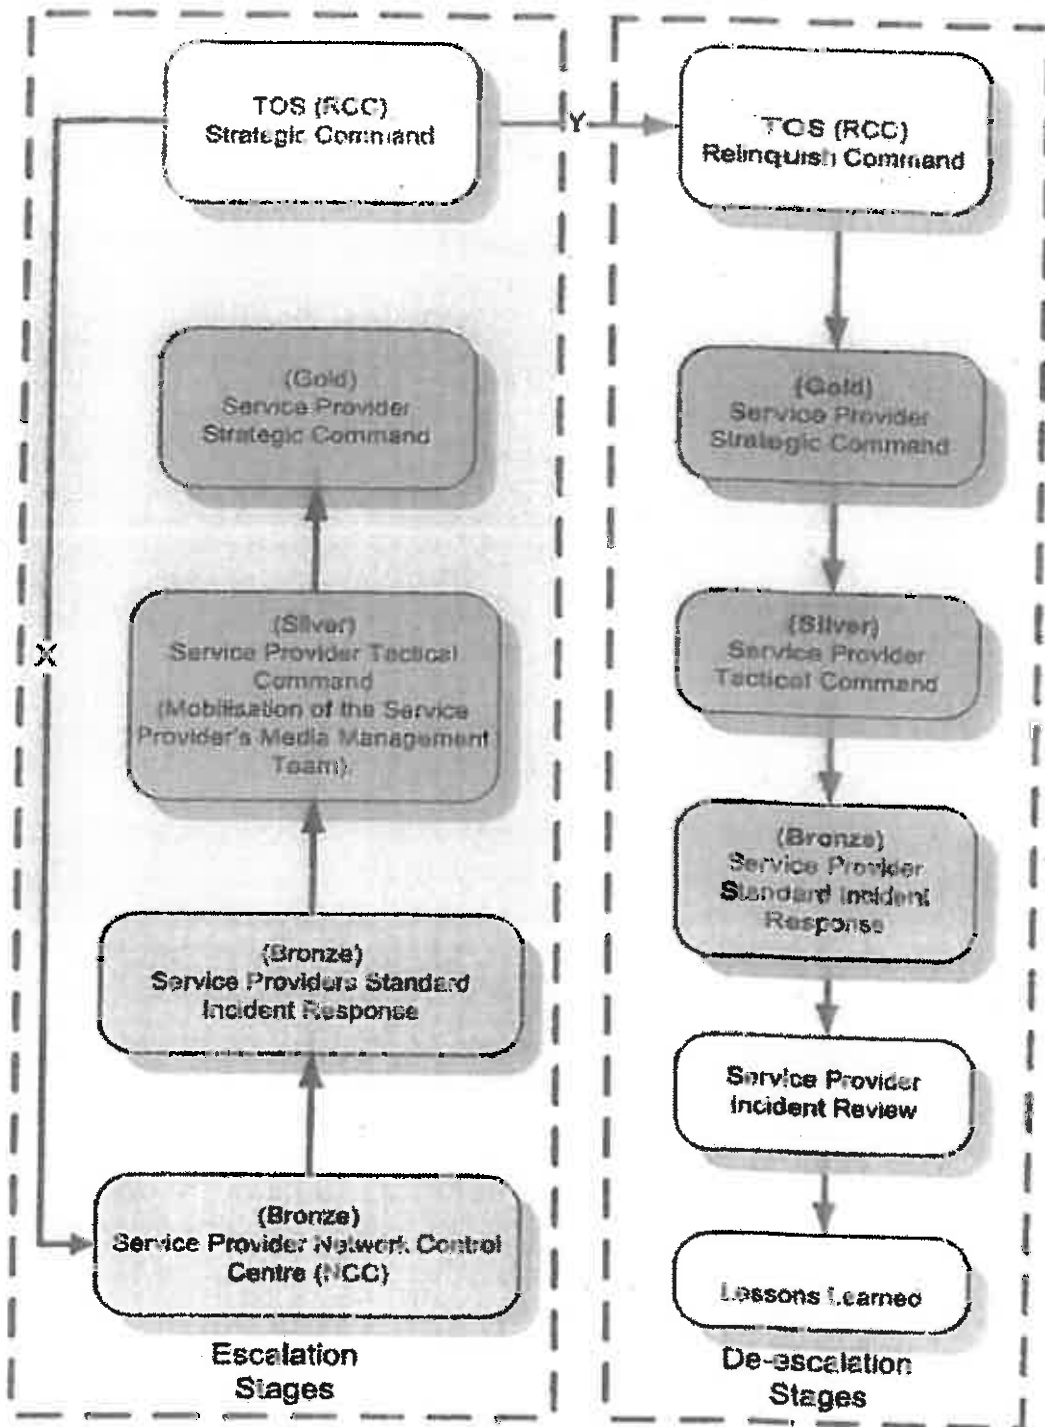 TOS (RCC)
Strategic Command
Y
X
(Gold)
Service Provider
Strategic Command
(Silver)
Service Provider Tactical
Command
(Mobilisation of the Service
Provider's Media Management
Team).
(Bronze)
Service Providers Standard
Incident Response
(Bronze)
Service Provider Network Control
Centre (NCC)
Escalation
Stages
TOS (RCC)
Relinquish Command
(Gold)
Service Provider
Strategic Command
(Silver)
Service Provider
Tactical Command
(Bronze)
Service Provider
Standard Incident
Response
Service Provider
Incident Review
Lessons Learned
De-escalation
Stages